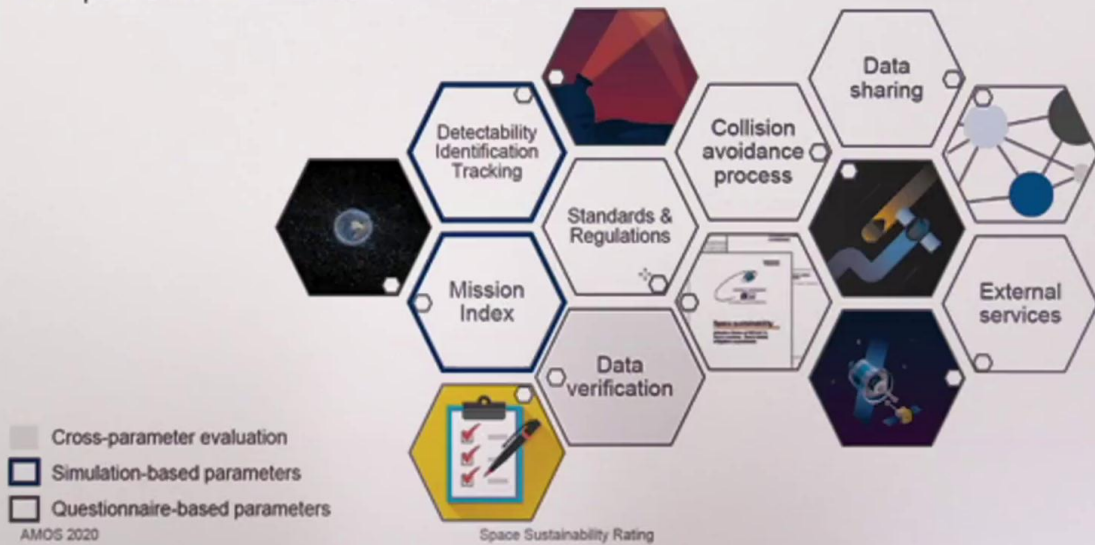 Data
sharing
Detectability
Identification
Tracking
Collision
avoidance
process
Standards &
Regulations
Mission
Index
External
services
Data
verification
Cross-parameter evaluation
Simulation-based parameters
Questionnaire-based parameters
AMOS 2020
Space Sustainability Rating